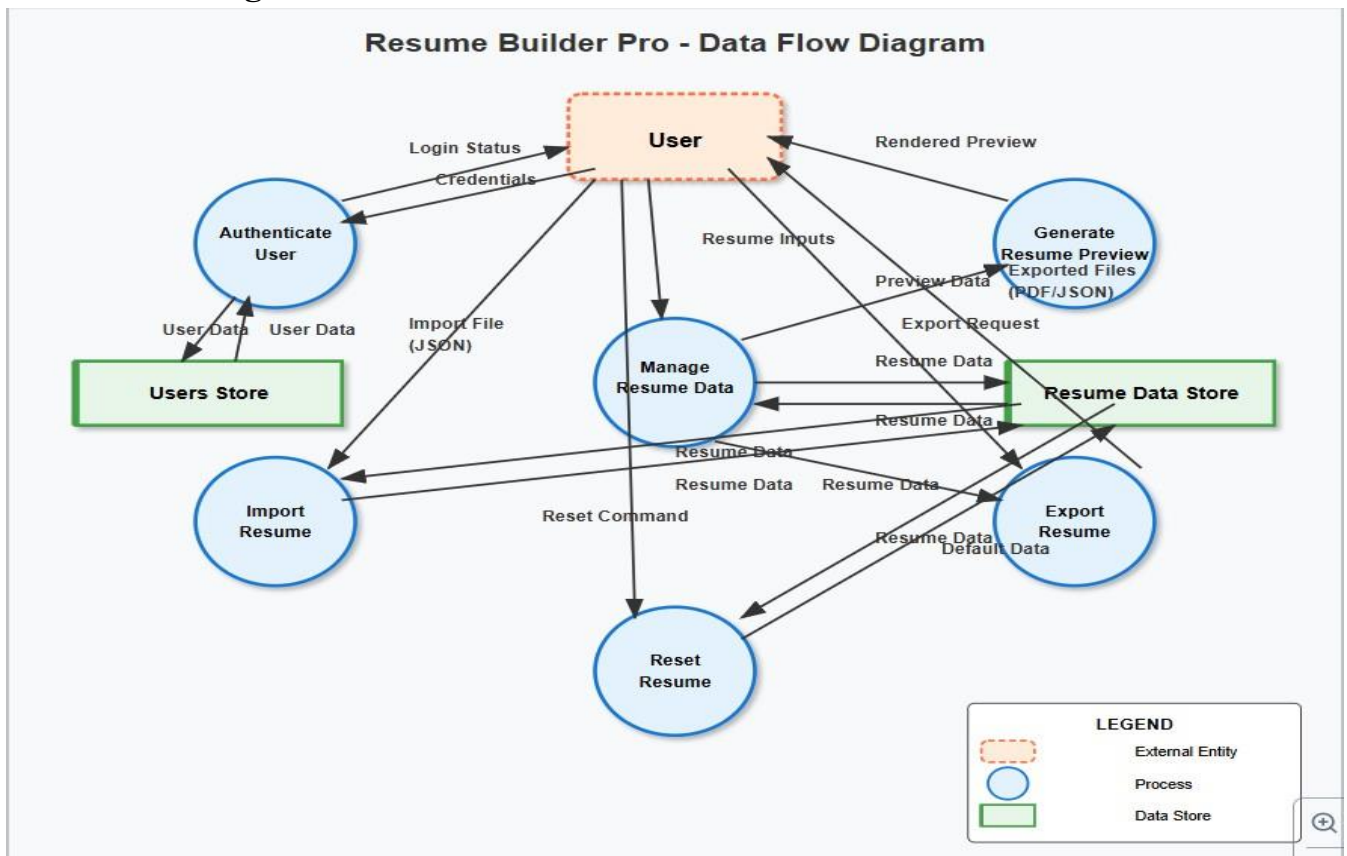 Resume Builder Pro - Data Flow Diagram
User
Login Status
Rendered Preview
Credentials
Authenticate
User
Resume Inputs
Generate
Resume Preview
Exported Files
(PDF/JSON)
Preview Data
User Data
User Data
Import File
(JSON)
Export Request
Manage
Resume Data
Resume Data
Users Store
Resume Data Store
Resume Data
Resume Data
Resume Data
Resume Data
Import
Resume
Reset Command
Export
Resume
Resume Data
Default Data
Reset
Resume
LEGEND
External Entity
Process
Data Store